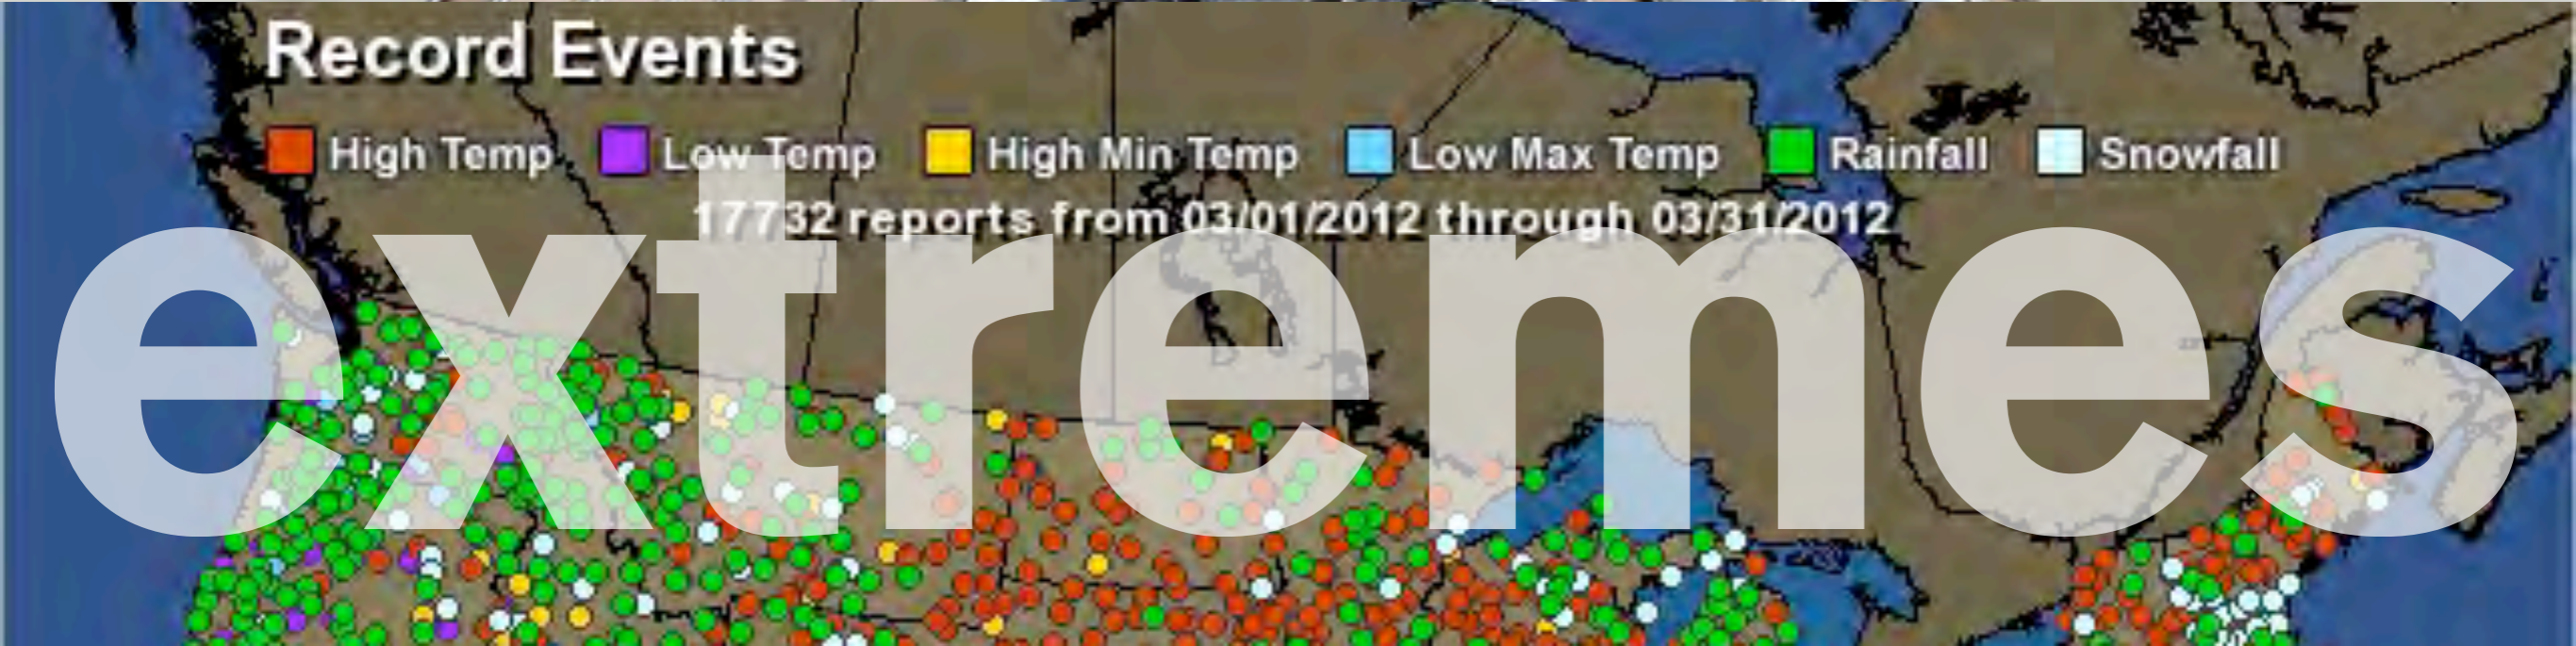 Record Events
High Temp Low Temp High Min Temp Low Max Temp Rainfall Snowfall
17732 reports from 03/01/2012 through 03/31/2012
extremes